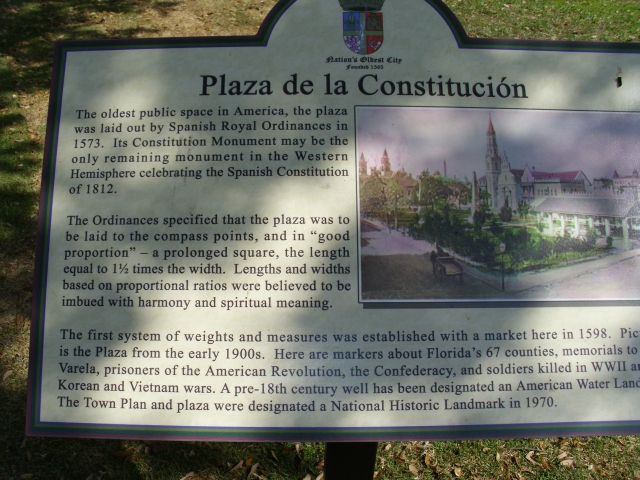 Nation's Oldest City
Founded 1565
Plaza de la Constitución
The oldest public space in America, the plaza
was laid out by Spanish Royal Ordinances in
1573. Its Constitution Monument may be the
only remaining monument in the Western
Hemisphere celebrating the Spanish Constitution
of 1812.
The Ordinances specified that the plaza was to
be laid to the compass points, and in “good
proportion” – a prolonged square, the length
equal to 1½ times the width. Lengths and widths
based on proportional ratios were believed to be
imbued with harmony and spiritual meaning.
The first system of weights and measures was established with a market here in 1598.
is the Plaza from the early 1900s. Here are markers about Florida's 67 counties, memorials to
Varela, prisoners of the American Revolution, the Confederacy, and soldiers killed in WWII
Korean and Vietnam wars. A pre-18th century well has been designated an American Water
The Town Plan and plaza were designated a National Historic Landmark in 1970.